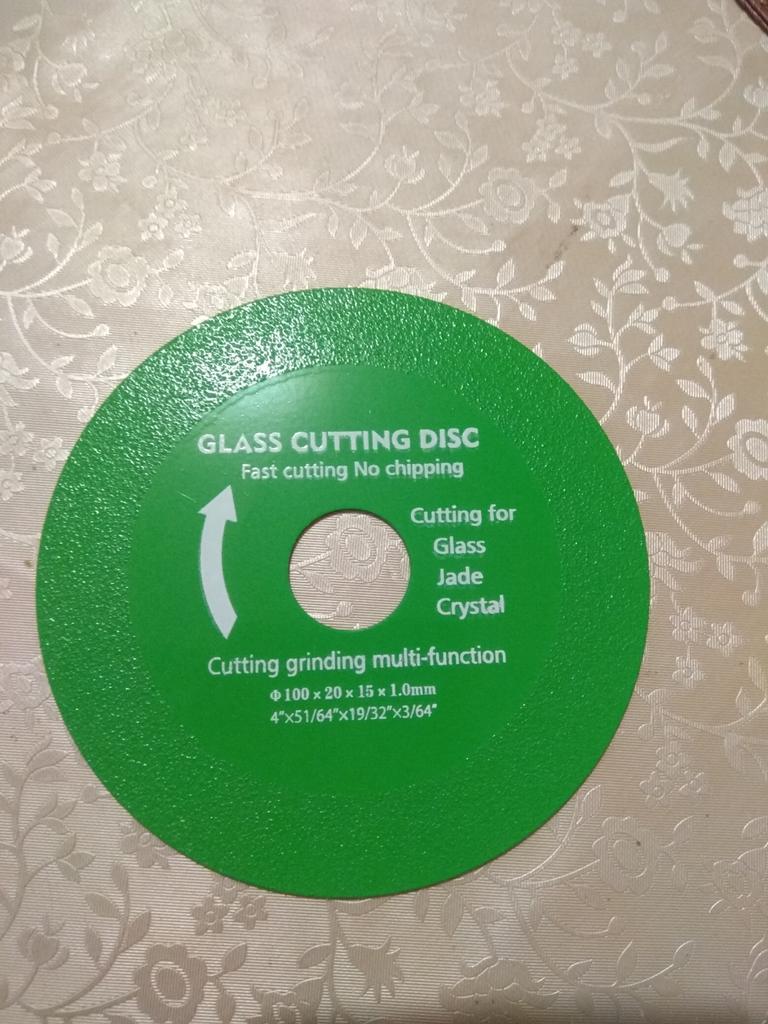 GLASS CUTTING DISC
Fast cutting No chipping
Cutting for
Glass
Jade
Crystal
Cutting grinding multi-function
Φ100 × 20 × 15 × 1.0mm
4"×51/64"×19/32"×3/64"